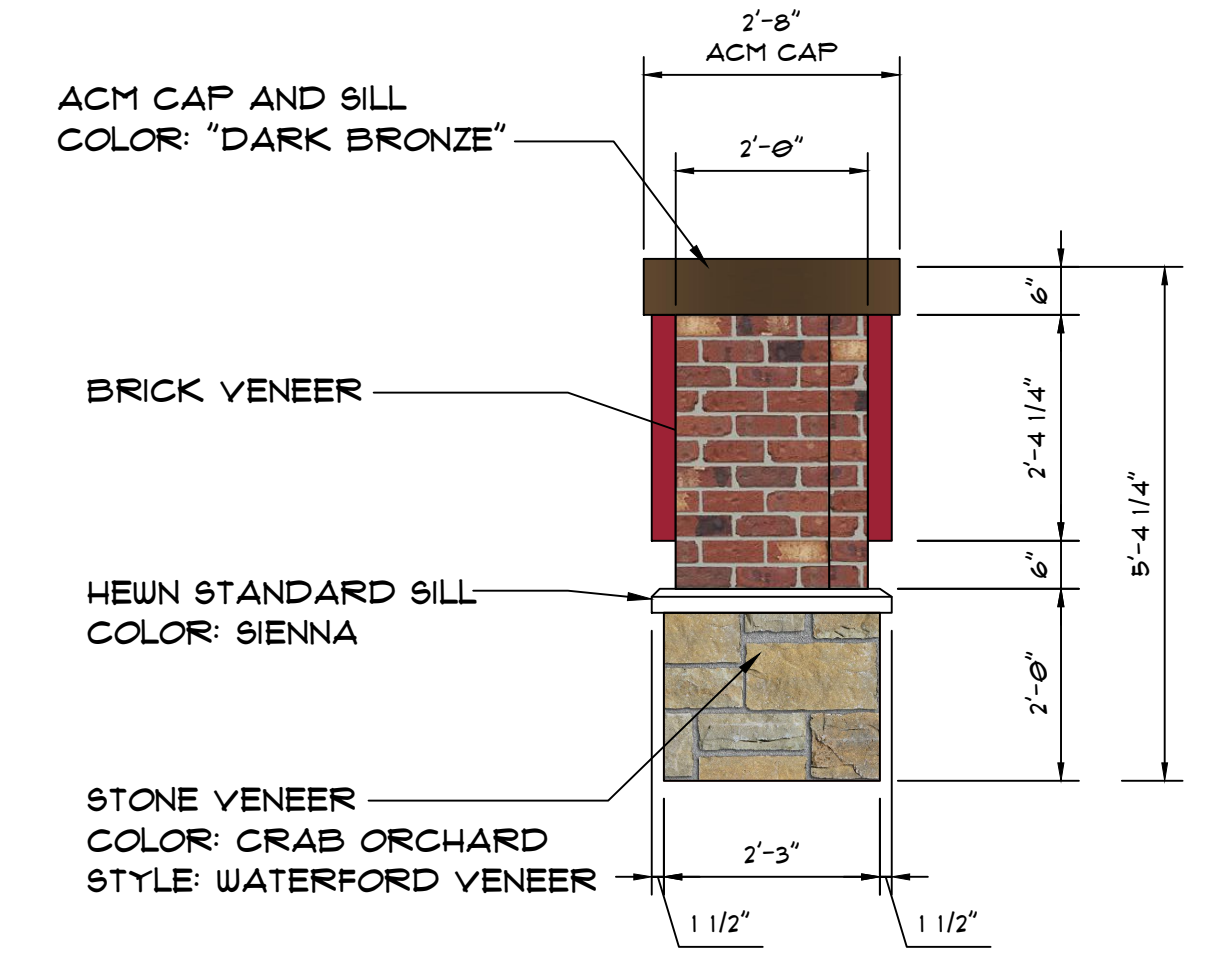 2'-8"
ACM CAP
ACM CAP AND SILL
COLOR: "DARK BRONZE"
2'-0"
6"
BRICK VENEER
2'-4 1/4"
5'-4 1/4"
6"
HEWN STANDARD SILL
COLOR: SIENNA
2'-0"
STONE VENEER
COLOR: CRAB ORCHARD
STYLE: WATERFORD VENEER
2'-3"
1 1/2"
1 1/2"